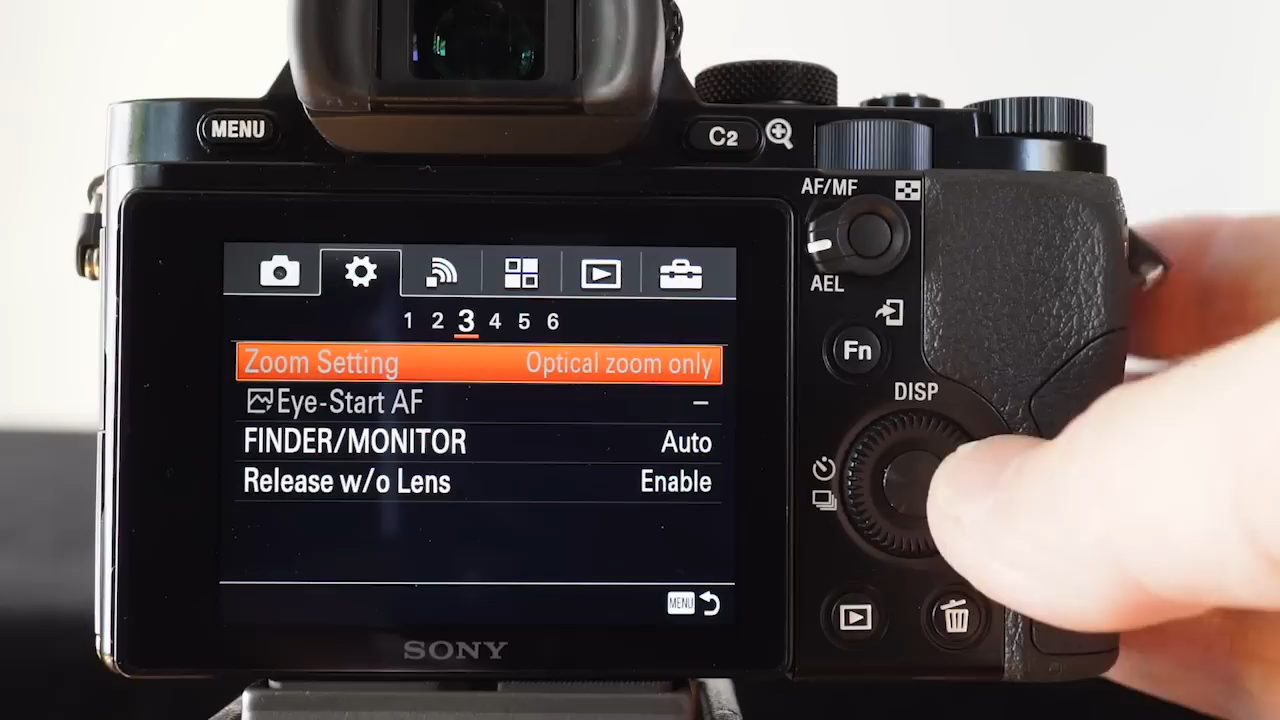 MENU
C2
AF/MF
AEL
1 2 3 4 5 6
Zoom Setting Optical zoom only
Eye-Start AF –
FINDER/MONITOR Auto
Release w/o Lens Enable
MENU
Fn
DISP
SONY